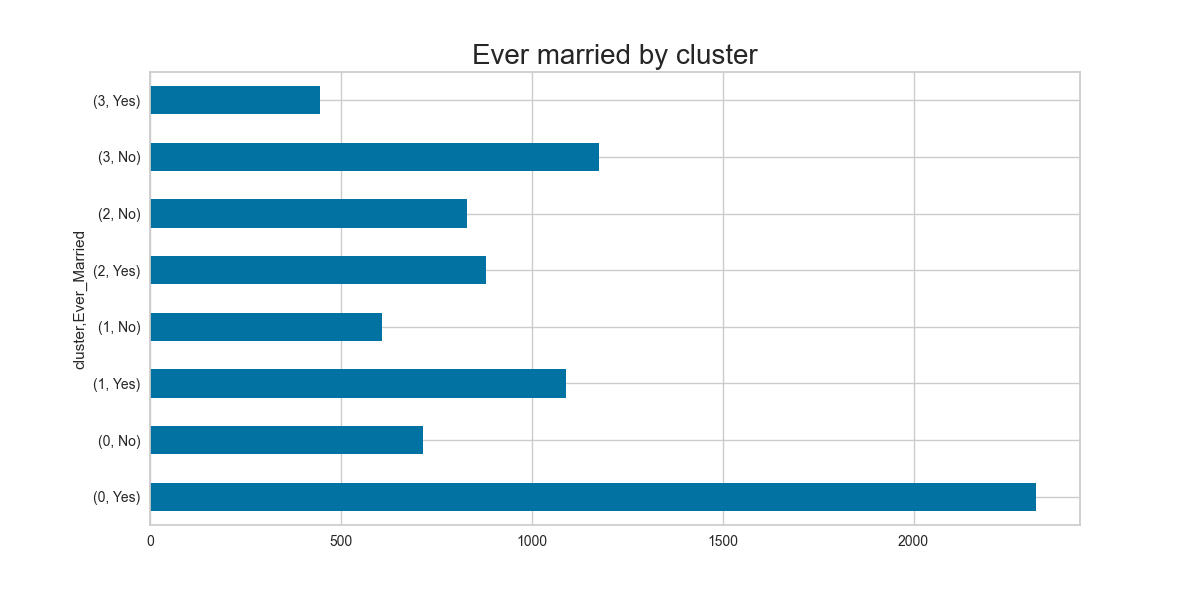 Ever married by cluster
(3, Yes)
(3, No)
(2, No)
(2, Yes)
(1, No)
(1, Yes)
(0, No)
(0, Yes)
cluster,Ever_Married
0 500 1000 1500 2000